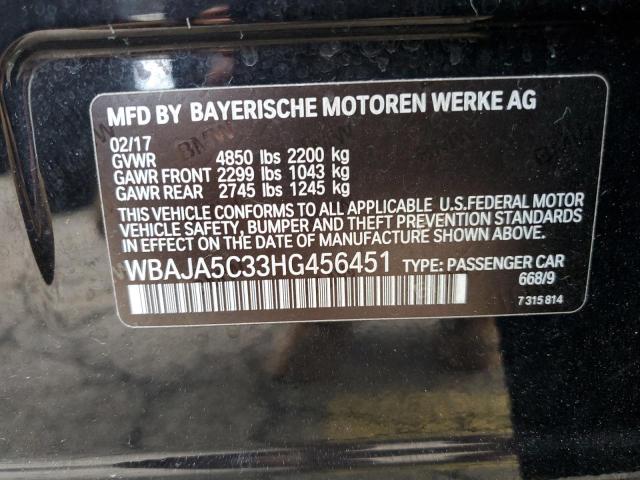 MFD BY BAYERISCHE MOTOREN WERKE AG
02/17
GVWR 4850 lbs 2200 kg
GAWR FRONT 2299 lbs 1043 kg
GAWR REAR 2745 lbs 1245 kg
THIS VEHICLE CONFORMS TO ALL APPLICABLE U.S.FEDERAL MOTOR
VEHICLE SAFETY, BUMPER AND THEFT PREVENTION STANDARDS
IN EFFECT ON THE DATE OF MANUFACTURE SHOWN ABOVE.
WBAJA5C33HG456451 TYPE: PASSENGER CAR
668/9
7 315 814